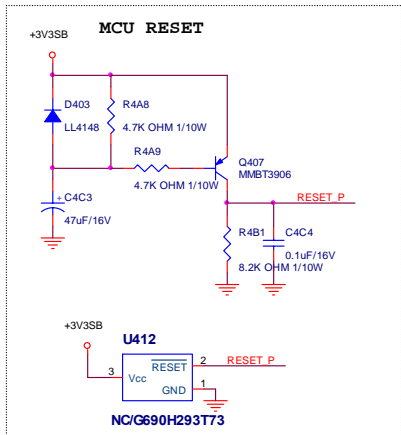 MCU RESET
+3V3SB
D403
LL4148
R4A8
4.7K OHM 1/10W
R4A9
4.7K OHM 1/10W
Q407
MMBT3906
RESET_P
C4C3
+
47uF/16V
R4B1
8.2K OHM 1/10W
C4C4
0.1uF/16V
+3V3SB
U412
3
Vcc
RESET
2
RESET_P
GND
1
NC/G690H293T73